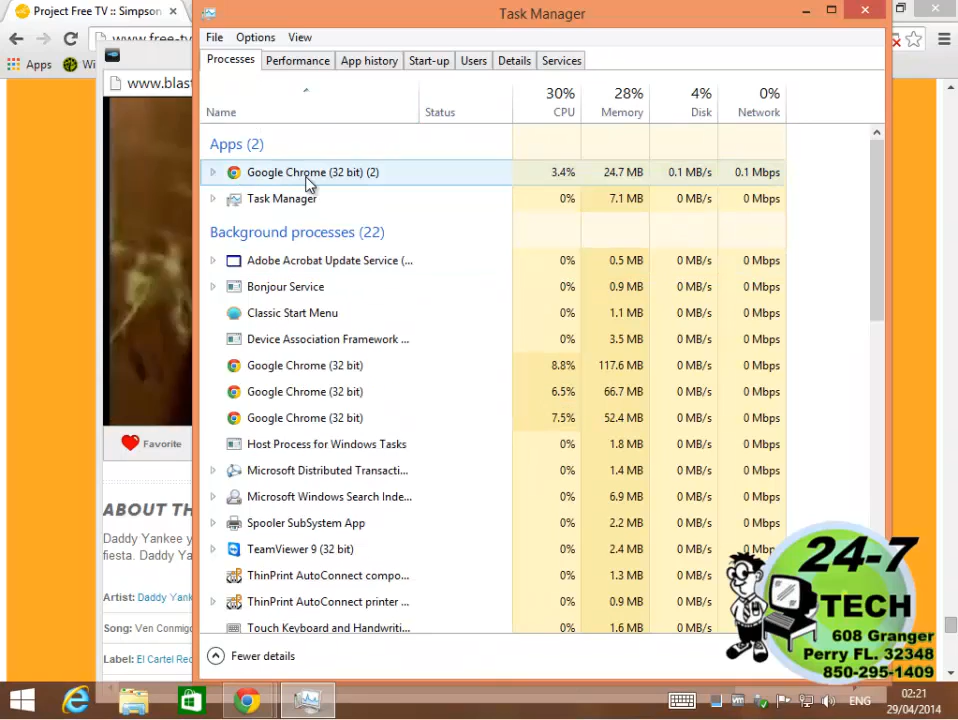 Project Free TV :: Simpson ×
Task Manager
www.free-tv
Apps
Wi
www.blast
File Options View
Processes Performance App history Start-up Users Details Services
30% 28% 4% 0%
Name Status CPU Memory Disk Network
Apps (2)
Google Chrome (32 bit) (2) 3.4% 24.7 MB 0.1 MB/s 0.1 Mbps
Task Manager 0% 7.1 MB 0 MB/s 0 Mbps
Background processes (22)
Adobe Acrobat Update Service (... 0% 0.5 MB 0 MB/s 0 Mbps
Bonjour Service 0% 0.9 MB 0 MB/s 0 Mbps
Classic Start Menu 0% 1.1 MB 0 MB/s 0 Mbps
Device Association Framework ... 0% 3.5 MB 0 MB/s 0 Mbps
Google Chrome (32 bit) 8.8% 117.6 MB 0 MB/s 0 Mbps
Google Chrome (32 bit) 6.5% 66.7 MB 0 MB/s 0 Mbps
Google Chrome (32 bit) 7.5% 52.4 MB 0 MB/s 0 Mbps
Host Process for Windows Tasks 0% 1.8 MB 0 MB/s 0 Mbps
Microsoft Distributed Transacti... 0% 1.4 MB 0 MB/s 0 Mbps
Microsoft Windows Search Inde... 0% 6.9 MB 0 MB/s 0 Mbps
Spooler SubSystem App 0% 2.2 MB 0 MB/s 0 Mbps
TeamViewer 9 (32 bit) 0% 2.4 MB 0 MB/s 0 Mbps
ThinPrint AutoConnect compo... 0% 1.3 MB 0 MB/s
ThinPrint AutoConnect printer ... 0% 0.9 MB 0 MB/s
Touch Keyboard and Handwriti... 0% 1.6 MB 0 MB/s
Fewer details
Favorite
ABOUT TH
Daddy Yankee y
fiesta. Daddy Ya
Artist: Daddy Yank
Song: Ven Conmig
Label: El Cartel Rec
24-7
TECH
608 Granger
Perry FL. 32348
850-295-1409
ENG
02:21
29/04/2014